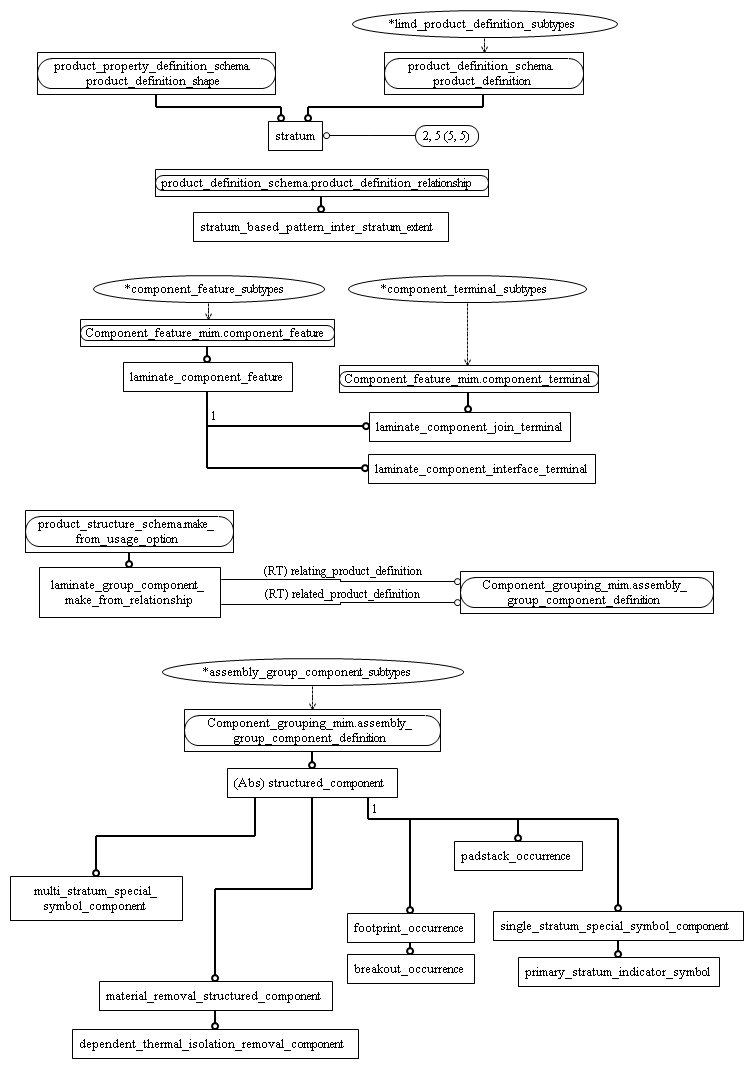 *limd_product_definition_subtypes
product_property_definition_schema.
product_definition_shape
product_definition_schema.
product_definition
stratum
2, 5 (5, 5)
product_definition_schema.product_definition_relationship
stratum_based_pattern_inter_stratum_extent
*component_feature_subtypes
*component_terminal_subtypes
Component_feature_mim.component_feature
laminate_component_feature
Component_feature_mim.component_terminal
1
laminate_component_join_terminal
laminate_component_interface_terminal
product_structure_schema.make_
from_usage_option
laminate_group_component_
make_from_relationship
(RT) relating_product_definition
(RT) related_product_definition
Component_grouping_mim.assembly_
group_component_definition
*assembly_group_component_subtypes
Component_grouping_mim.assembly_
group_component_definition
(Abs) structured_component
1
padstack_occurrence
multi_stratum_special_
symbol_component
footprint_occurrence
single_stratum_special_symbol_component
breakout_occurrence
primary_stratum_indicator_symbol
material_removal_structured_component
dependent_thermal_isolation_removal_component